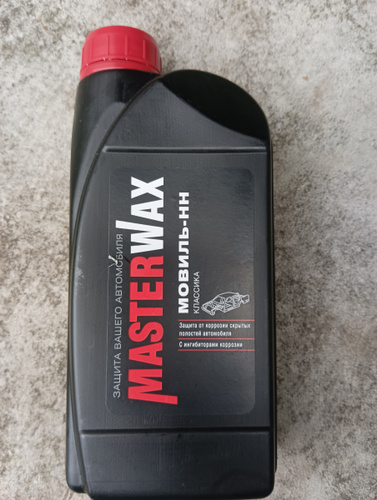 ЗАЩИТА ВАШЕГО АВТОМОБИЛЯ
MASTERWAX
МОВИЛЬ-НН
КЛАССИКА
Защита от коррозии скрытых
полостей автомобиля
С ингибиторами коррозии